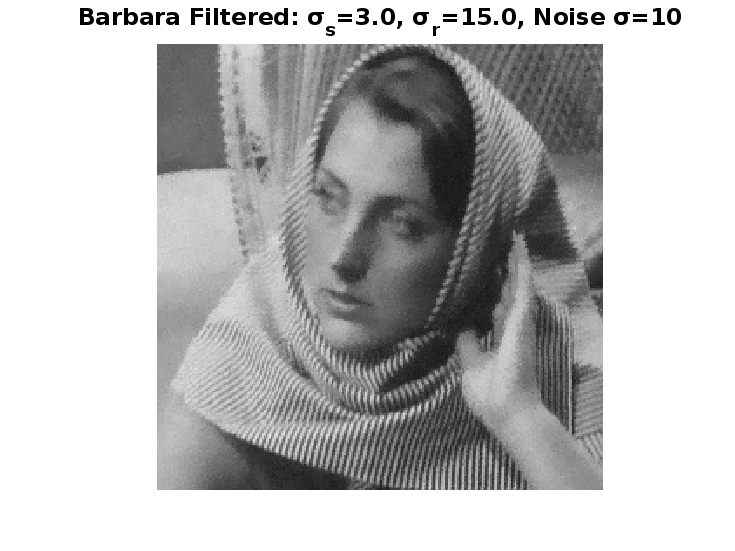 Barbara Filtered: σs=3.0, σr=15.0, Noise σ=10